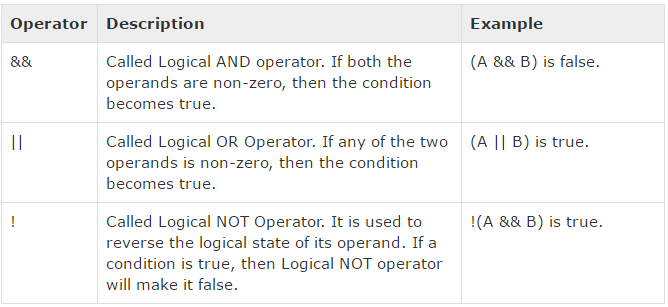 Operator Description Example
&& Called Logical AND operator. If both the (A && B) is false.
operands are non-zero, then the condition
becomes true.
|| Called Logical OR Operator. If any of the two (A || B) is true.
operands is non-zero, then the condition
becomes true.
! Called Logical NOT Operator. It is used to !(A && B) is true.
reverse the logical state of its operand. If a
condition is true, then Logical NOT operator
will make it false.